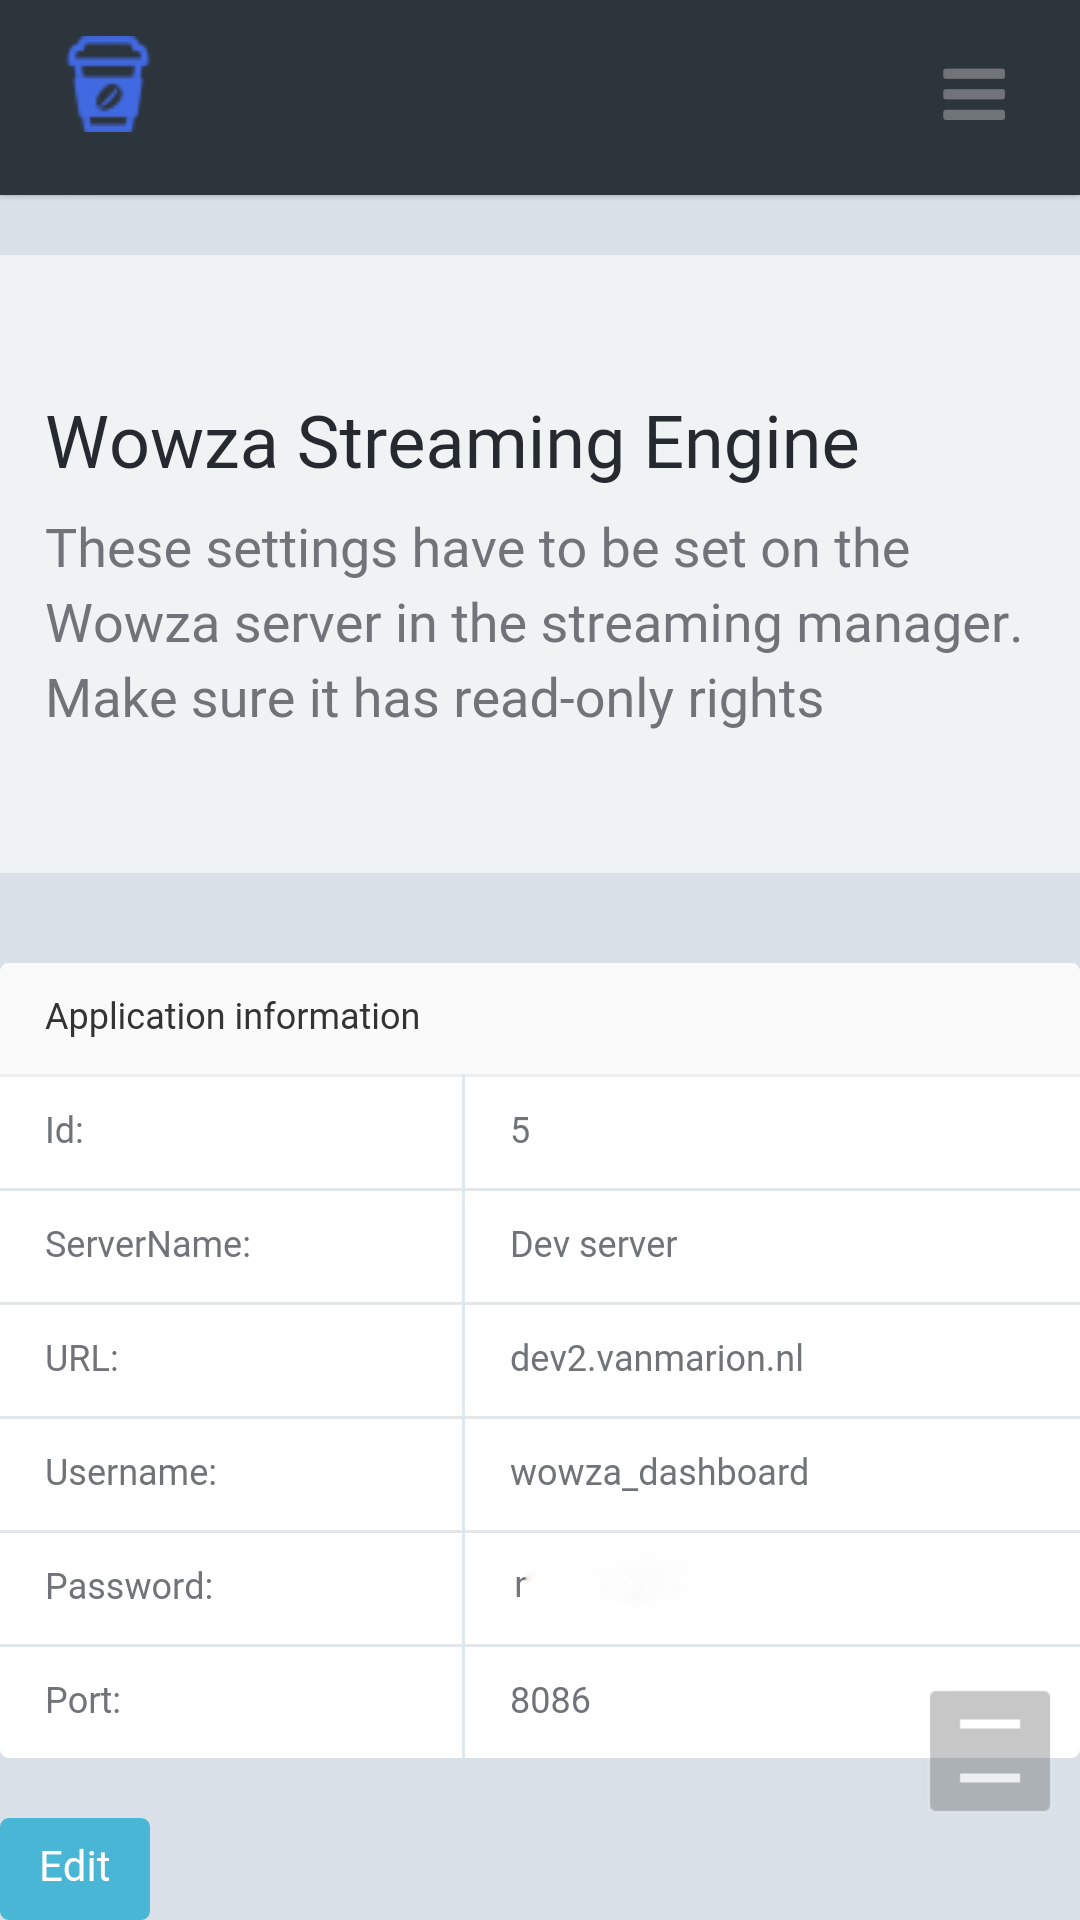 Wowza Streaming Engine
These settings have to be set on the
Wowza server in the streaming manager.
Make sure it has read-only rights
Application information
Id: 5
ServerName: Dev server
URL: dev2.vanmarion.nl
Username: wowza_dashboard
Password: r
Port: 8086
Edit